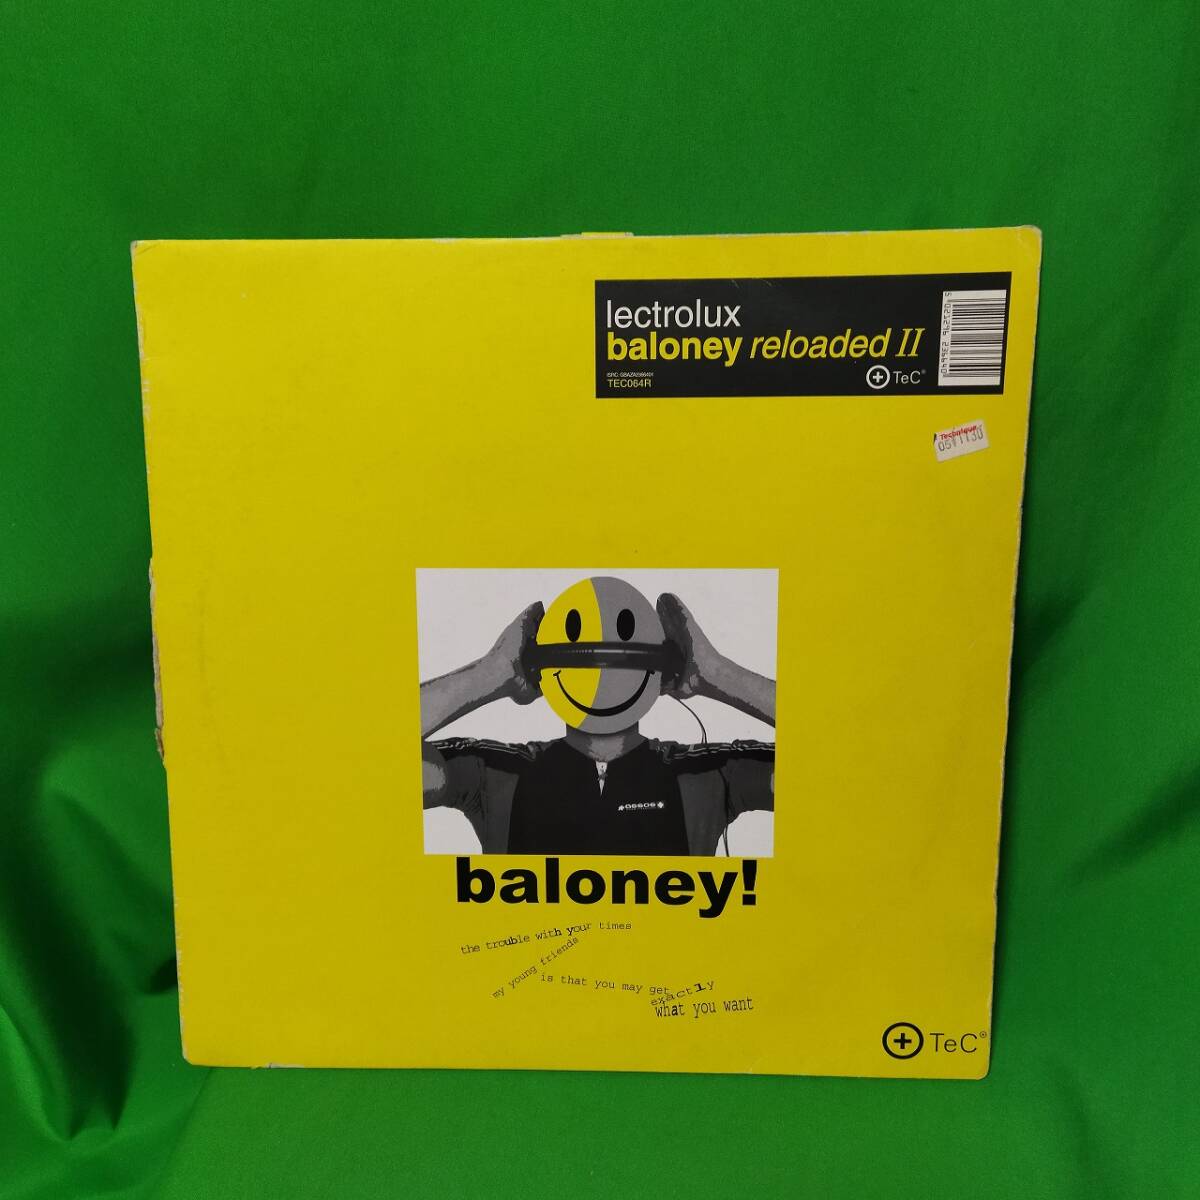 lectrolux
baloney reloaded II
TEC064R
TeC®
Technique
baloney!
the trouble with your times
my young friends
is that you may get
exactly
what you want
TeC®